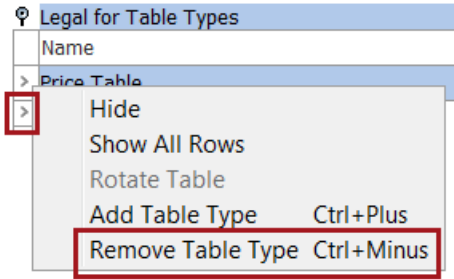 Legal for Table Types
Name
Price Table
Hide
Show All Rows
Rotate Table
Add Table Type Ctrl+Plus
Remove Table Type Ctrl+Minus